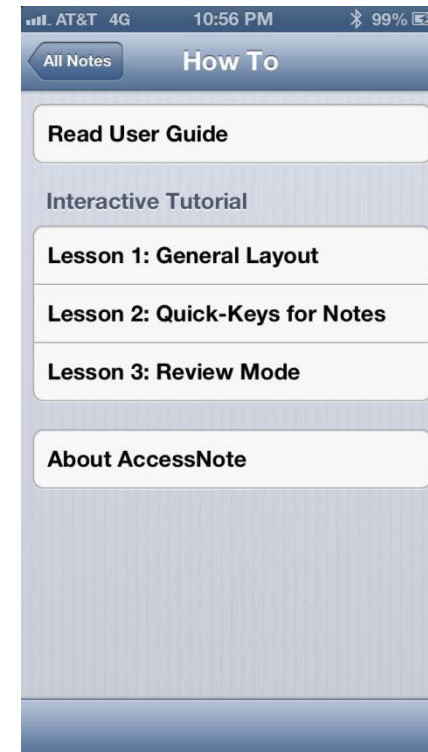 AT&T 4G 10:56 PM 99%
All Notes How To
Read User Guide
Interactive Tutorial
Lesson 1: General Layout
Lesson 2: Quick-Keys for Notes
Lesson 3: Review Mode
About AccessNote